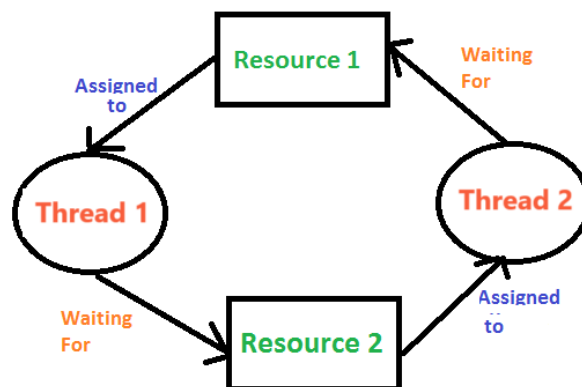 Resource 1
Waiting
For
Assigned
to
Thread 1
Thread 2
Waiting
For
Resource 2
Assigned
to